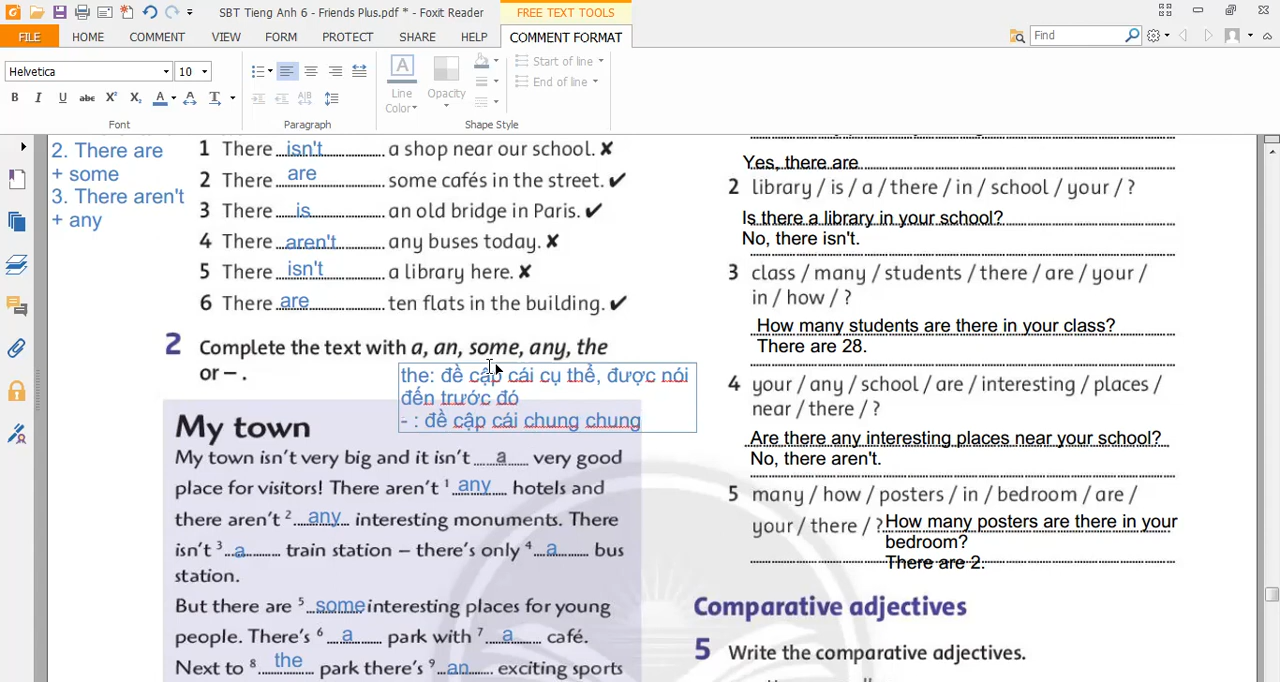 SBT Tieng Anh 6 - Friends Plus.pdf * - Foxit Reader
FREE TEXT TOOLS
FILE
HOME
COMMENT
VIEW
FORM
PROTECT
SHARE
HELP
COMMENT FORMAT
Find
Helvetica
10
Line Color
Opacity
Start of line
End of line
Font
Paragraph
Shape Style
2. There are
+ some
3. There aren't
+ any
1 There isn't a shop near our school. ✘
2 There are some cafés in the street. ✔
3 There is an old bridge in Paris. ✔
4 There aren't any buses today. ✘
5 There isn't a library here. ✘
6 There are ten flats in the building. ✔
2 Complete the text with a, an, some, any, the
or – .
the: đề cập cái cụ thể, được nói
đến trước đó
- : đề cập cái chung chung
My town
My town isn't very big and it isn't a very good
place for visitors! There aren't 1 any hotels and
there aren't 2 any interesting monuments. There
isn't 3 a train station – there's only 4 a bus
station.
But there are 5 some interesting places for young
people. There's 6 a park with 7 a café.
Next to 8 the park there's 9 an exciting sports
Yes, there are
2 library / is / a / there / in / school / your / ?
Is there a library in your school?
No, there isn't.
3 class / many / students / there / are / your /
in / how / ?
How many students are there in your class?
There are 28.
4 your / any / school / are / interesting / places /
near / there / ?
Are there any interesting places near your school?
No, there aren't.
5 many / how / posters / in / bedroom / are /
your / there / ?
How many posters are there in your
bedroom?
There are 2.
Comparative adjectives
5 Write the comparative adjectives.